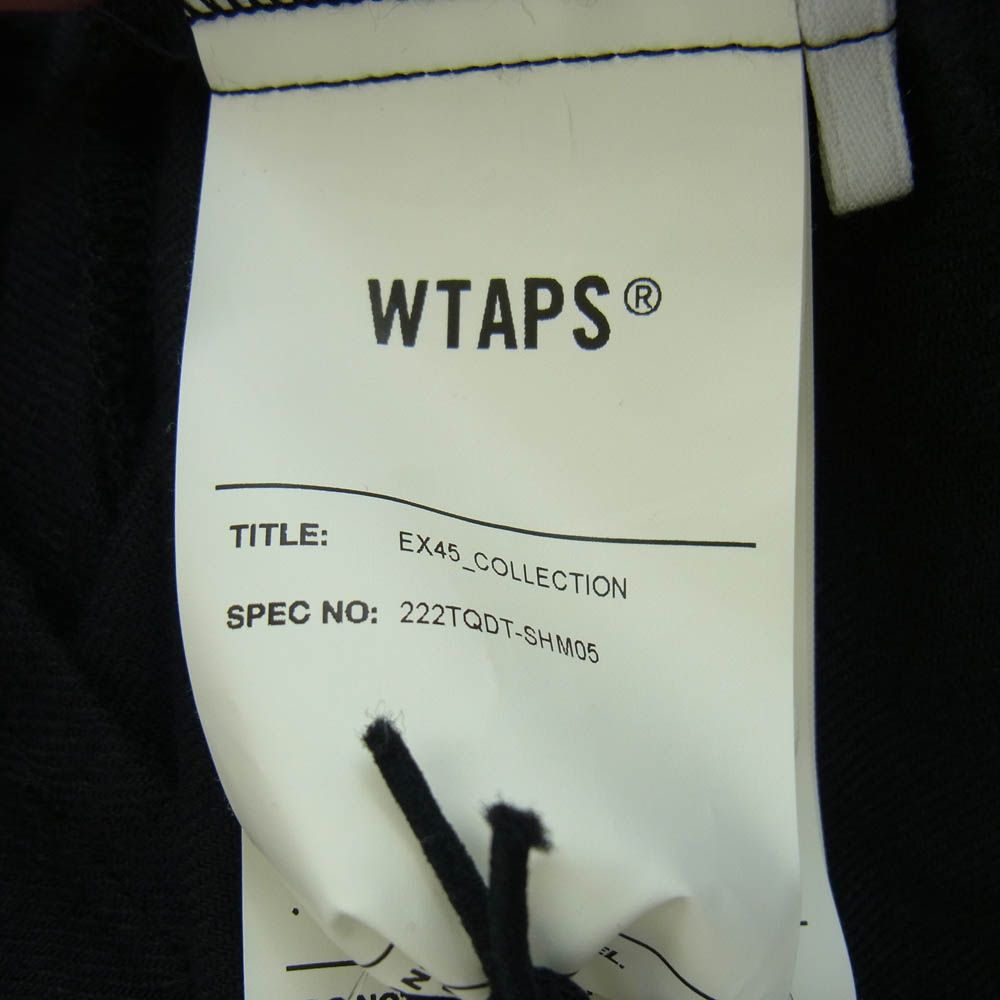 WTAPS®
TITLE: EX45_COLLECTION
SPEC NO: 222TQDT-SHM05